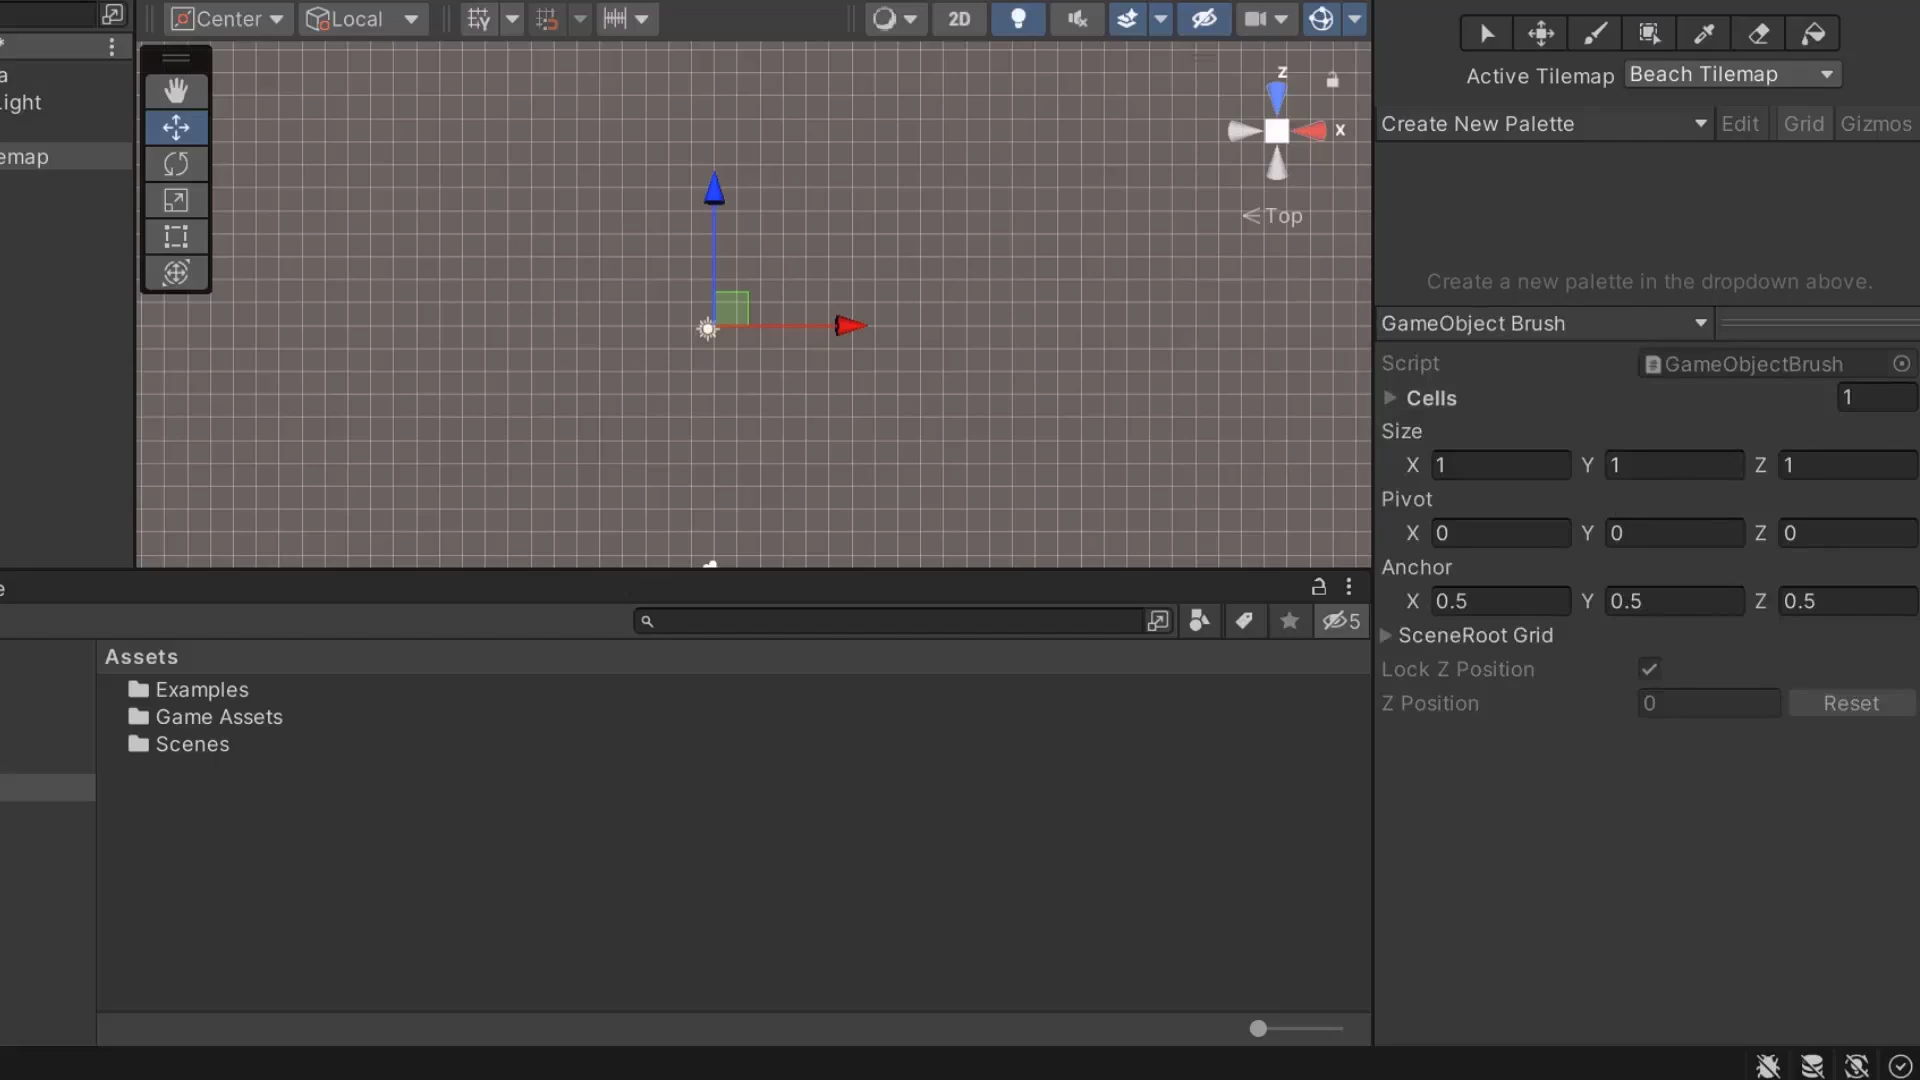 Center
Local
2D
*
a
Light
emap
z
x
Top
Active Tilemap
Beach Tilemap
Create New Palette
Edit
Grid
Gizmos
Create a new palette in the dropdown above.
GameObject Brush
Script
GameObjectBrush
Cells
1
Size
X 1 Y 1 Z 1
Pivot
X 0 Y 0 Z 0
Anchor
X 0.5 Y 0.5 Z 0.5
SceneRoot Grid
Lock Z Position
Z Position
0
Reset
e
5
Assets
Examples
Game Assets
Scenes